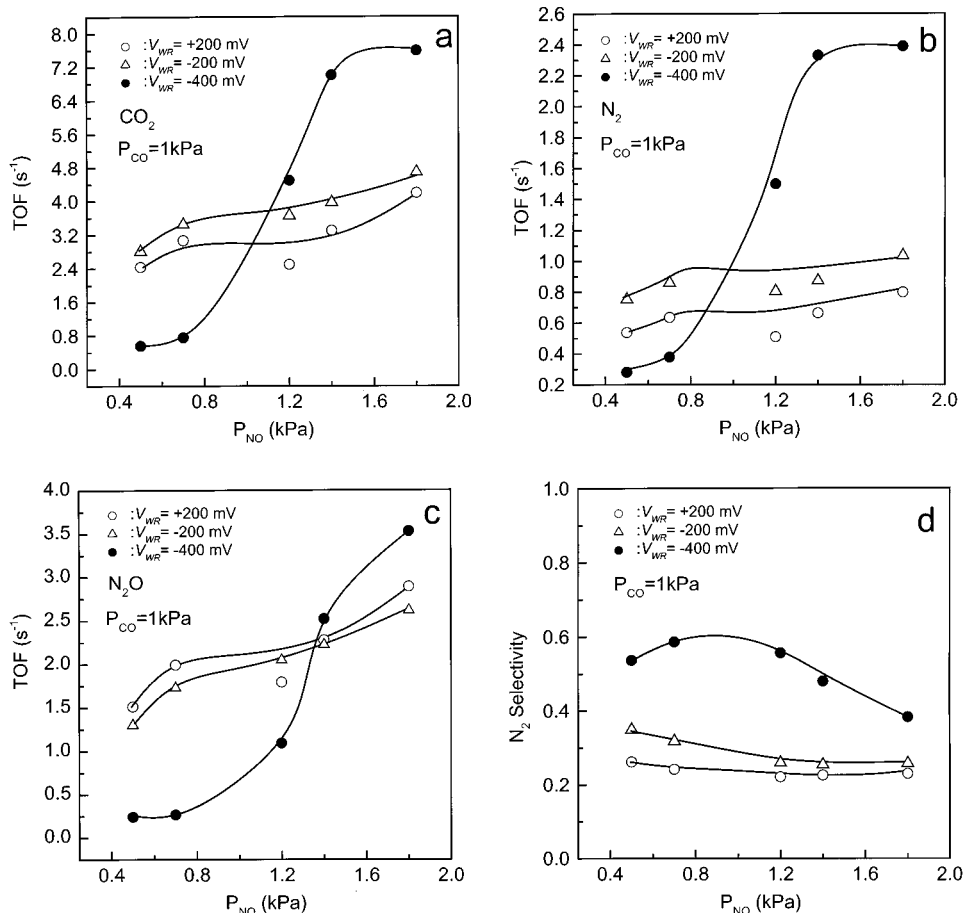 a
○ :V_WR= +200 mV
△ :V_WR= -200 mV
● :V_WR= -400 mV
CO₂
P_CO=1kPa
TOF (s⁻¹)
8.0
7.2
6.4
5.6
4.8
4.0
3.2
2.4
1.6
0.8
0.0
0.4 0.8 1.2 1.6 2.0
P_NO (kPa)
b
○ :V_WR= +200 mV
△ :V_WR= -200 mV
● :V_WR= -400 mV
N₂
P_CO=1kPa
TOF (s⁻¹)
2.6
2.4
2.2
2.0
1.8
1.6
1.4
1.2
1.0
0.8
0.6
0.4
0.2
0.4 0.8 1.2 1.6 2.0
P_NO (kPa)
c
○ :V_WR= +200 mV
△ :V_WR= -200 mV
● :V_WR= -400 mV
N₂O
P_CO=1kPa
TOF (s⁻¹)
4.0
3.5
3.0
2.5
2.0
1.5
1.0
0.5
0.0
0.4 0.8 1.2 1.6 2.0
P_NO (kPa)
d
○ :V_WR= +200 mV
△ :V_WR= -200 mV
● :V_WR= -400 mV
P_CO=1kPa
N₂ Selectivity
1.0
0.8
0.6
0.4
0.2
0.0
0.4 0.8 1.2 1.6 2.0
P_NO (kPa)